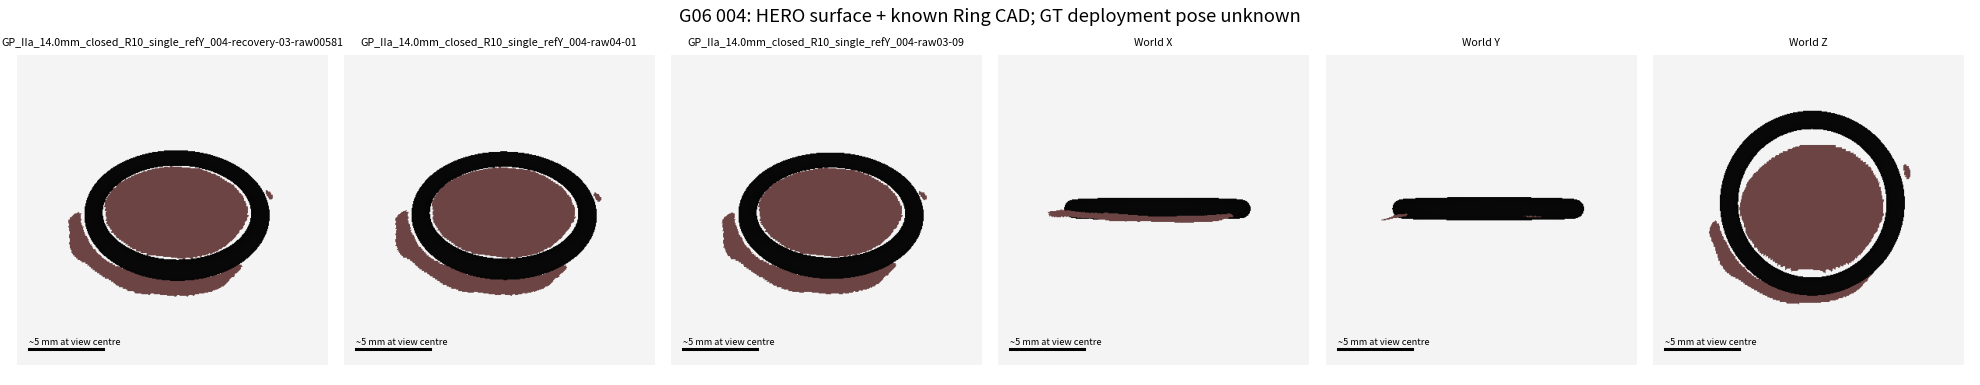 G06 004: HERO surface + known Ring CAD; GT deployment pose unknown
GP_IIa_14.0mm_closed_R10_single_refY_004-recovery-03-raw00581
GP_IIa_14.0mm_closed_R10_single_refY_004-raw04-01
GP_IIa_14.0mm_closed_R10_single_refY_004-raw03-09
World X
World Y
World Z
~5 mm at view centre
~5 mm at view centre
~5 mm at view centre
~5 mm at view centre
~5 mm at view centre
~5 mm at view centre